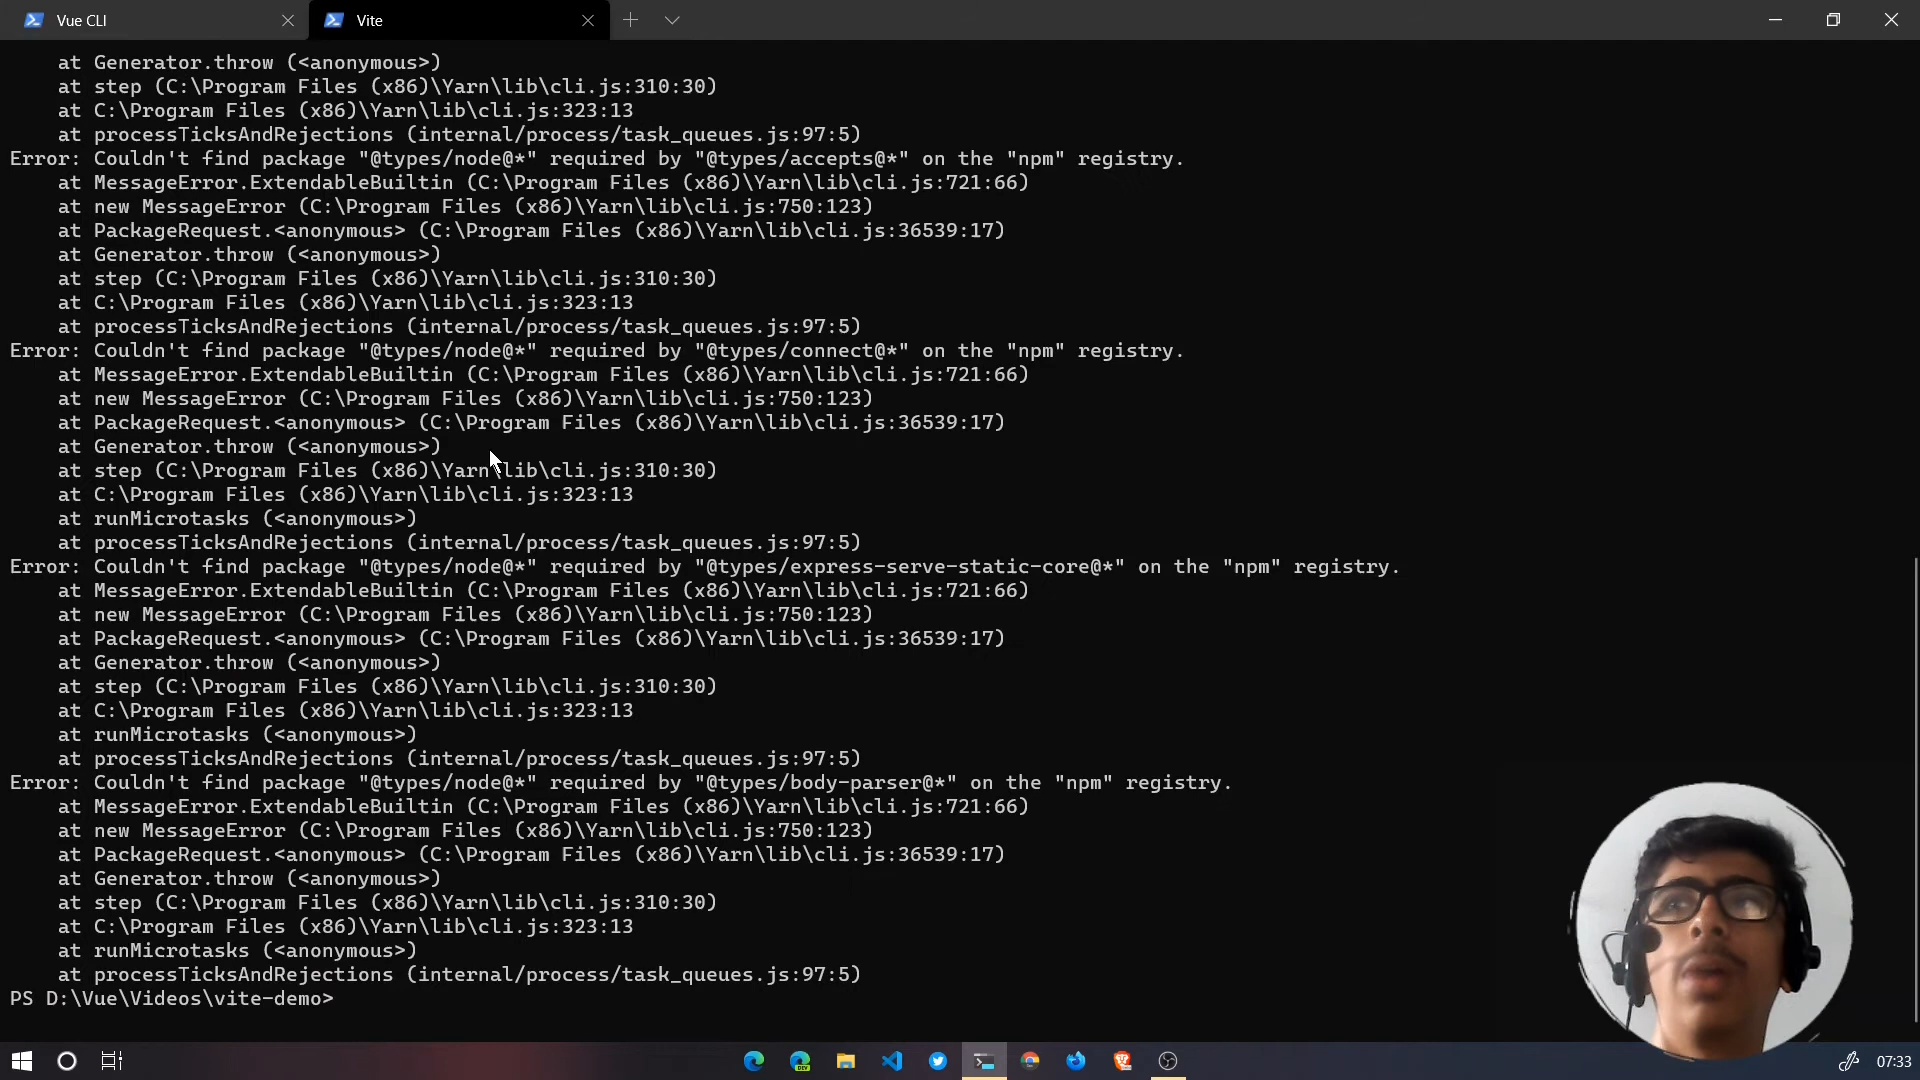 Vue CLI
Vite
at Generator.throw (<anonymous>)
at step (C:\Program Files (x86)\Yarn\lib\cli.js:310:30)
at C:\Program Files (x86)\Yarn\lib\cli.js:323:13
at processTicksAndRejections (internal/process/task_queues.js:97:5)
Error: Couldn't find package "@types/node@*" required by "@types/accepts@*" on the "npm" registry.
at MessageError.ExtendableBuiltin (C:\Program Files (x86)\Yarn\lib\cli.js:721:66)
at new MessageError (C:\Program Files (x86)\Yarn\lib\cli.js:750:123)
at PackageRequest.<anonymous> (C:\Program Files (x86)\Yarn\lib\cli.js:36539:17)
at Generator.throw (<anonymous>)
at step (C:\Program Files (x86)\Yarn\lib\cli.js:310:30)
at C:\Program Files (x86)\Yarn\lib\cli.js:323:13
at processTicksAndRejections (internal/process/task_queues.js:97:5)
Error: Couldn't find package "@types/node@*" required by "@types/connect@*" on the "npm" registry.
at MessageError.ExtendableBuiltin (C:\Program Files (x86)\Yarn\lib\cli.js:721:66)
at new MessageError (C:\Program Files (x86)\Yarn\lib\cli.js:750:123)
at PackageRequest.<anonymous> (C:\Program Files (x86)\Yarn\lib\cli.js:36539:17)
at Generator.throw (<anonymous>)
at step (C:\Program Files (x86)\Yarn\lib\cli.js:310:30)
at C:\Program Files (x86)\Yarn\lib\cli.js:323:13
at runMicrotasks (<anonymous>)
at processTicksAndRejections (internal/process/task_queues.js:97:5)
Error: Couldn't find package "@types/node@*" required by "@types/express-serve-static-core@*" on the "npm" registry.
at MessageError.ExtendableBuiltin (C:\Program Files (x86)\Yarn\lib\cli.js:721:66)
at new MessageError (C:\Program Files (x86)\Yarn\lib\cli.js:750:123)
at PackageRequest.<anonymous> (C:\Program Files (x86)\Yarn\lib\cli.js:36539:17)
at Generator.throw (<anonymous>)
at step (C:\Program Files (x86)\Yarn\lib\cli.js:310:30)
at C:\Program Files (x86)\Yarn\lib\cli.js:323:13
at runMicrotasks (<anonymous>)
at processTicksAndRejections (internal/process/task_queues.js:97:5)
Error: Couldn't find package "@types/node@*" required by "@types/body-parser@*" on the "npm" registry.
at MessageError.ExtendableBuiltin (C:\Program Files (x86)\Yarn\lib\cli.js:721:66)
at new MessageError (C:\Program Files (x86)\Yarn\lib\cli.js:750:123)
at PackageRequest.<anonymous> (C:\Program Files (x86)\Yarn\lib\cli.js:36539:17)
at Generator.throw (<anonymous>)
at step (C:\Program Files (x86)\Yarn\lib\cli.js:310:30)
at C:\Program Files (x86)\Yarn\lib\cli.js:323:13
at runMicrotasks (<anonymous>)
at processTicksAndRejections (internal/process/task_queues.js:97:5)
PS D:\Vue\Videos\vite-demo>
DEV
07:33